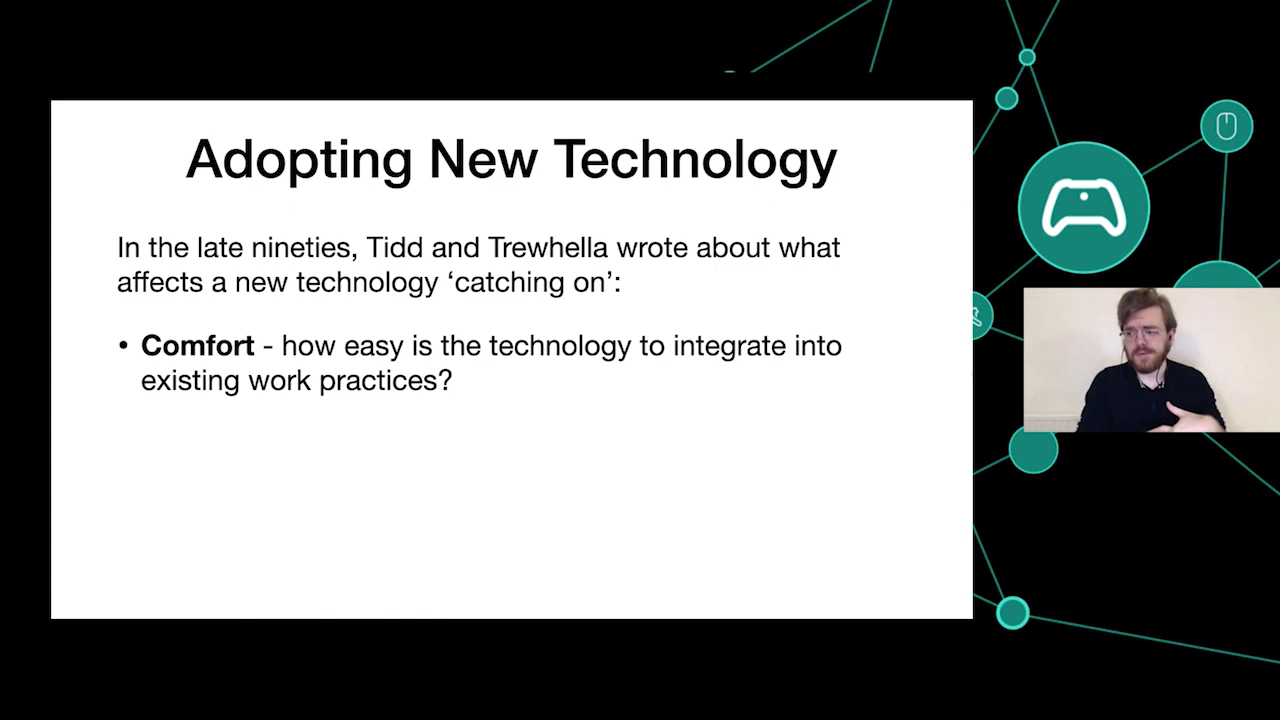 Adopting New Technology
In the late nineties, Tidd and Trewhella wrote about what
affects a new technology ‘catching on’:
• Comfort - how easy is the technology to integrate into
existing work practices?